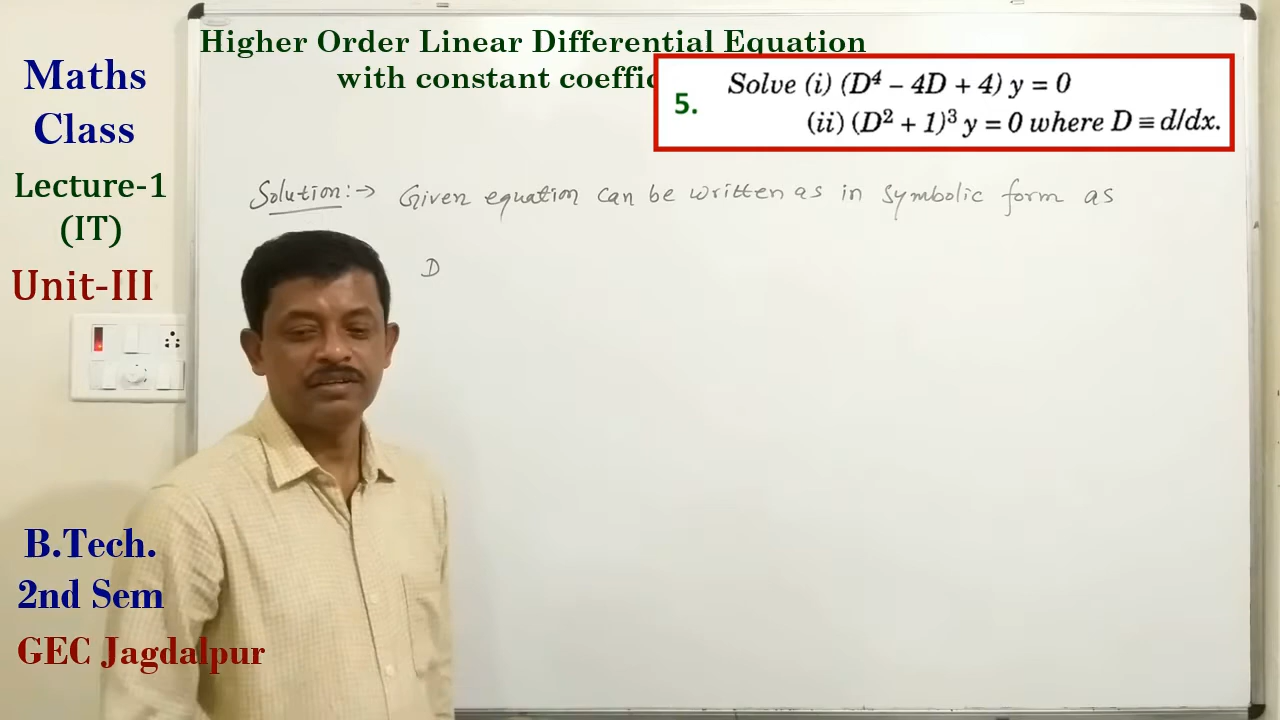 Higher Order Linear Differential Equation
with constant coeffic
Maths
Class
Lecture-1
(IT)
Unit-III
5. Solve (i) (D⁴ – 4D + 4) y = 0
(ii) (D² + 1)³ y = 0 where D ≡ d/dx.
Solution:→ Given equation can be written as in symbolic form as
D
B.Tech.
2nd Sem
GEC Jagdalpur